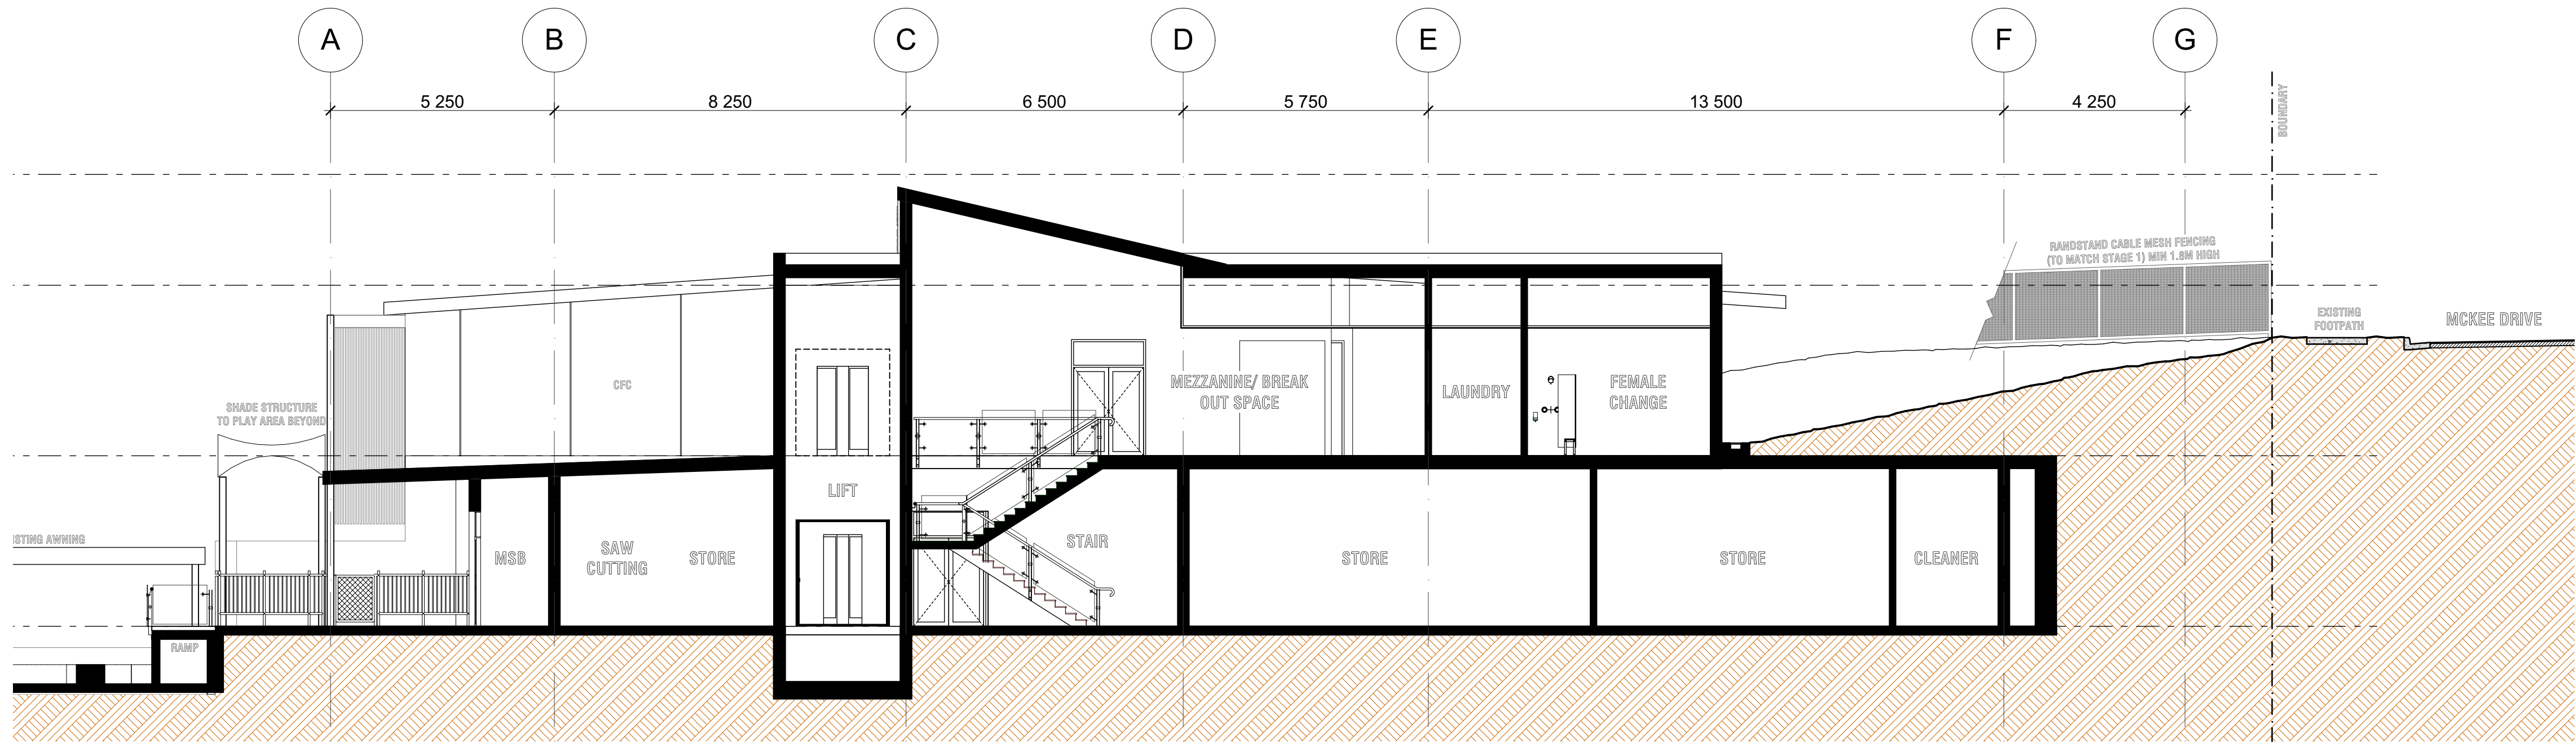 A B C D E F G
5 250 8 250 6 500 5 750 13 500 4 250
BOUNDARY
RANDSTAND CABLE MESH FENCING
(TO MATCH STAGE 1) MIN 1.8M HIGH
EXISTING
FOOTPATH
MCKEE DRIVE
CFC
SHADE STRUCTURE
TO PLAY AREA BEYOND
MEZZANINE/ BREAK
OUT SPACE
LAUNDRY
FEMALE
CHANGE
LIFT
ISTING AWNING
MSB
SAW
CUTTING
STORE
STAIR
STORE
STORE
CLEANER
RAMP